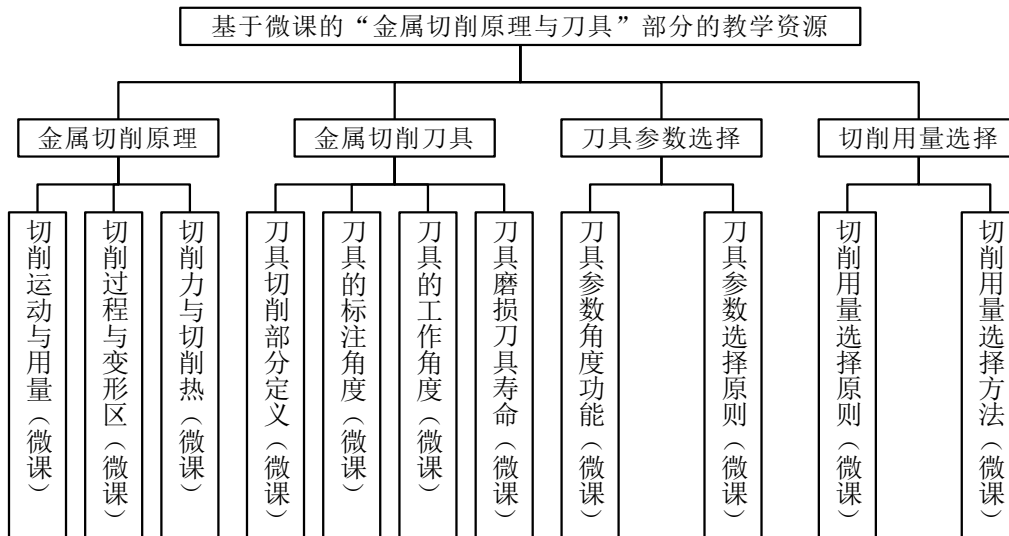 基于微课的“金属切削原理与刀具”部分的教学资源
金属切削原理
金属切削刀具
刀具参数选择
切削用量选择
切削运动与用量（微课）
切削过程与变形区（微课）
切削力与切削热（微课）
刀具切削部分定义（微课）
刀具的标注角度（微课）
刀具的工作角度（微课）
刀具磨损刀具寿命（微课）
刀具参数角度功能（微课）
刀具参数选择原则（微课）
切削用量选择原则（微课）
切削用量选择方法（微课）